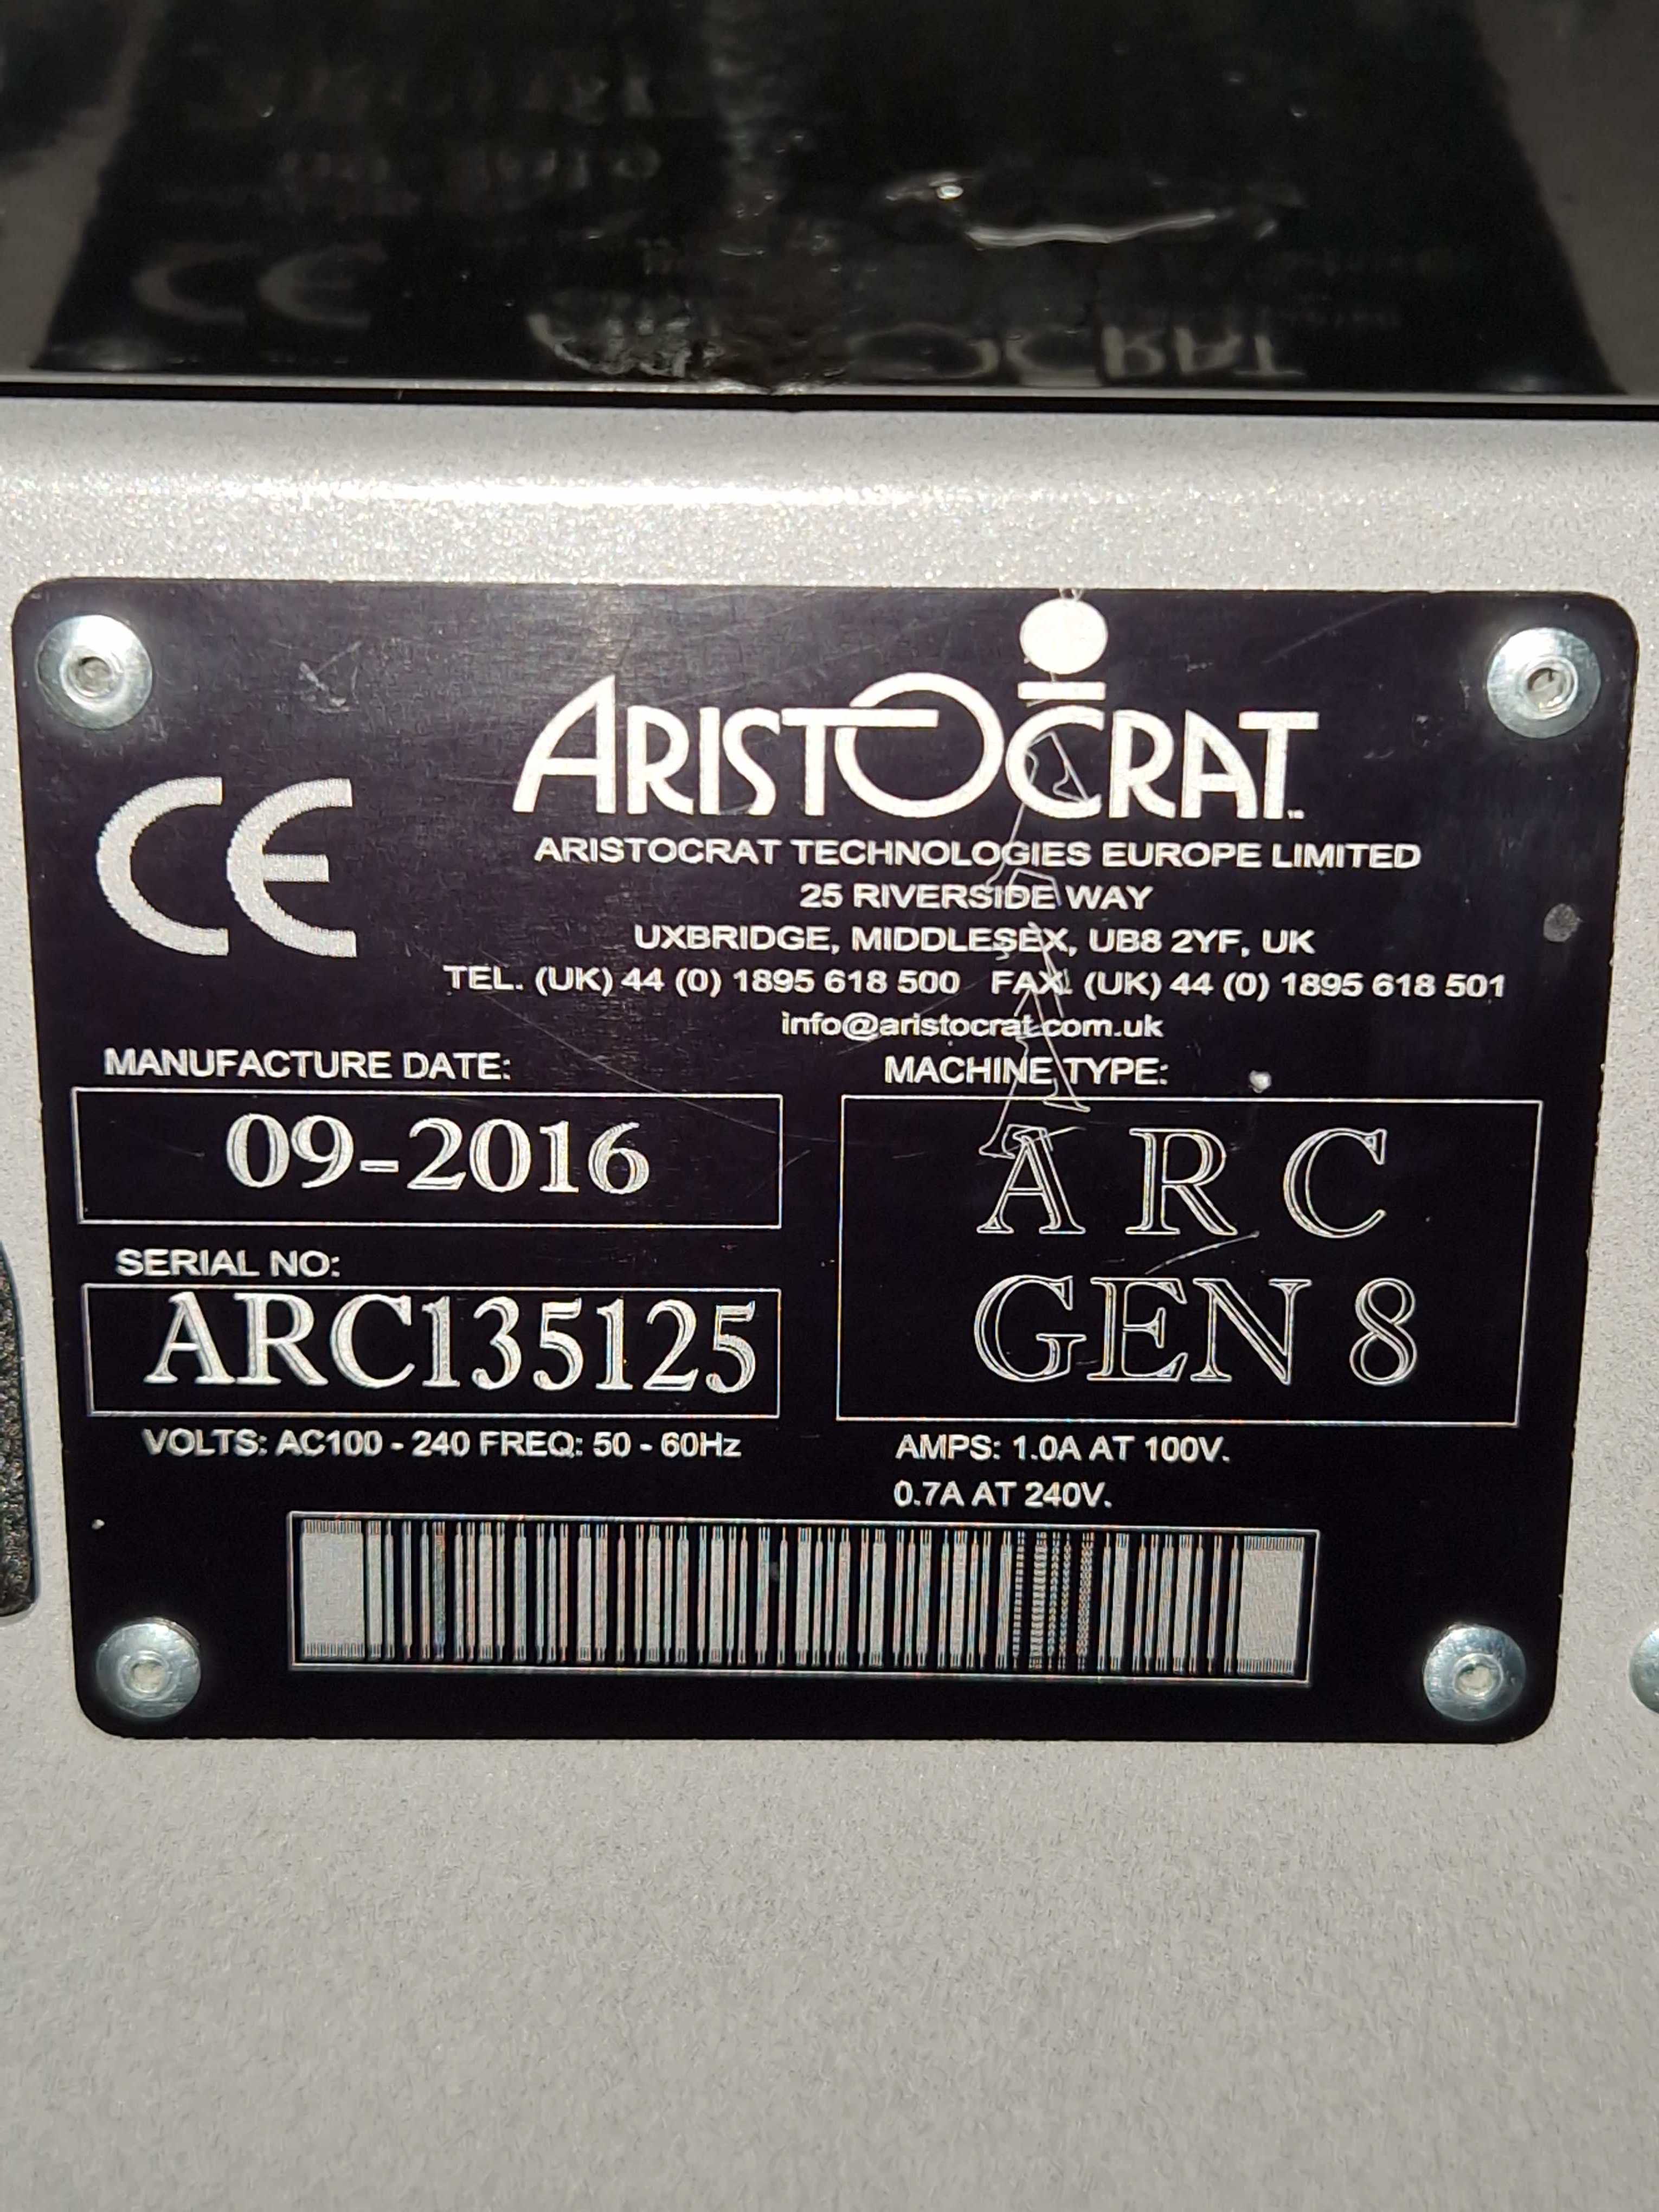 CE
ARISTOCRAT™
ARISTOCRAT TECHNOLOGIES EUROPE LIMITED
25 RIVERSIDE WAY
UXBRIDGE, MIDDLESEX, UB8 2YF, UK
TEL. (UK) 44 (0) 1895 618 500 FAX. (UK) 44 (0) 1895 618 501
info@aristocrat.com.uk
MANUFACTURE DATE:
09-2016
SERIAL NO:
ARC135125
VOLTS: AC100 - 240 FREQ: 50 - 60Hz
MACHINE TYPE:
ARC
GEN 8
AMPS: 1.0A AT 100V.
0.7A AT 240V.